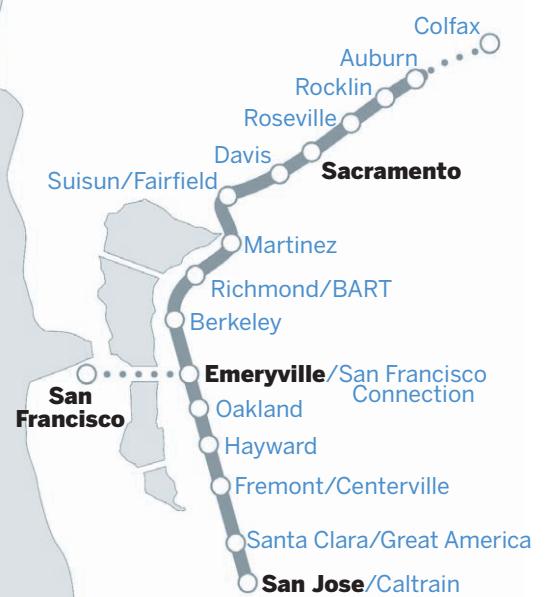 Colfax
Auburn
Rocklin
Roseville
Davis
Sacramento
Suisun/Fairfield
Martinez
Richmond/BART
Berkeley
Emeryville/San Francisco
Connection
San
Francisco
Oakland
Hayward
Fremont/Centerville
Santa Clara/Great America
San Jose/Caltrain